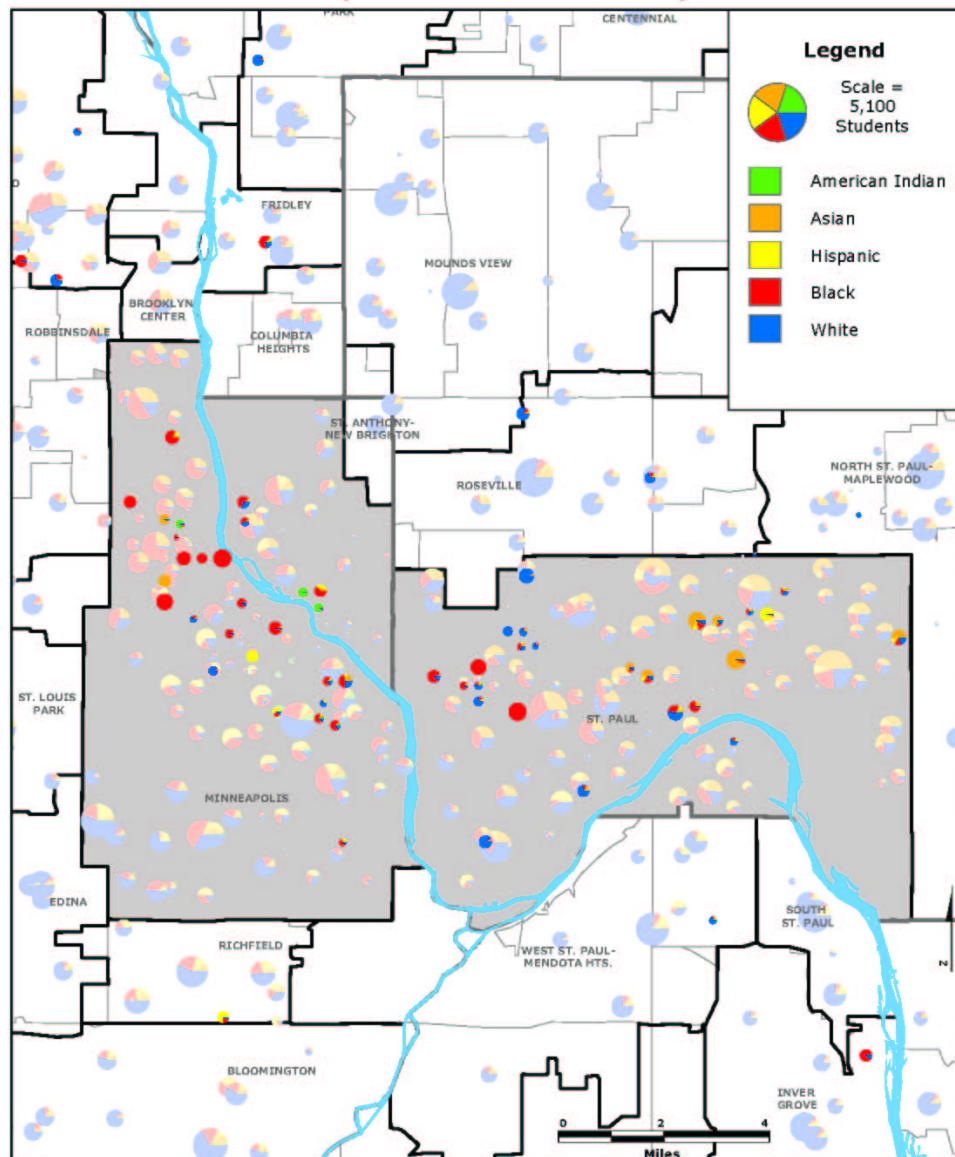 PARK
CENTENNIAL
Legend
Scale =
5,100
Students
American Indian
Asian
Hispanic
Black
White
FRIDLEY
MOUNDS VIEW
BROOKLYN
CENTER
ROBBINSDALE
COLUMBIA
HEIGHTS
ST. ANTHONY-
NEW BRIGHTON
ROSEVILLE
NORTH ST. PAUL-
MAPLEWOOD
ST. LOUIS
PARK
ST. PAUL
MINNEAPOLIS
EDINA
RICHFIELD
WEST ST. PAUL-
MENDOTA HTS.
SOUTH
ST. PAUL
N
BLOOMINGTON
INVER
GROVE
0 2 4
Miles